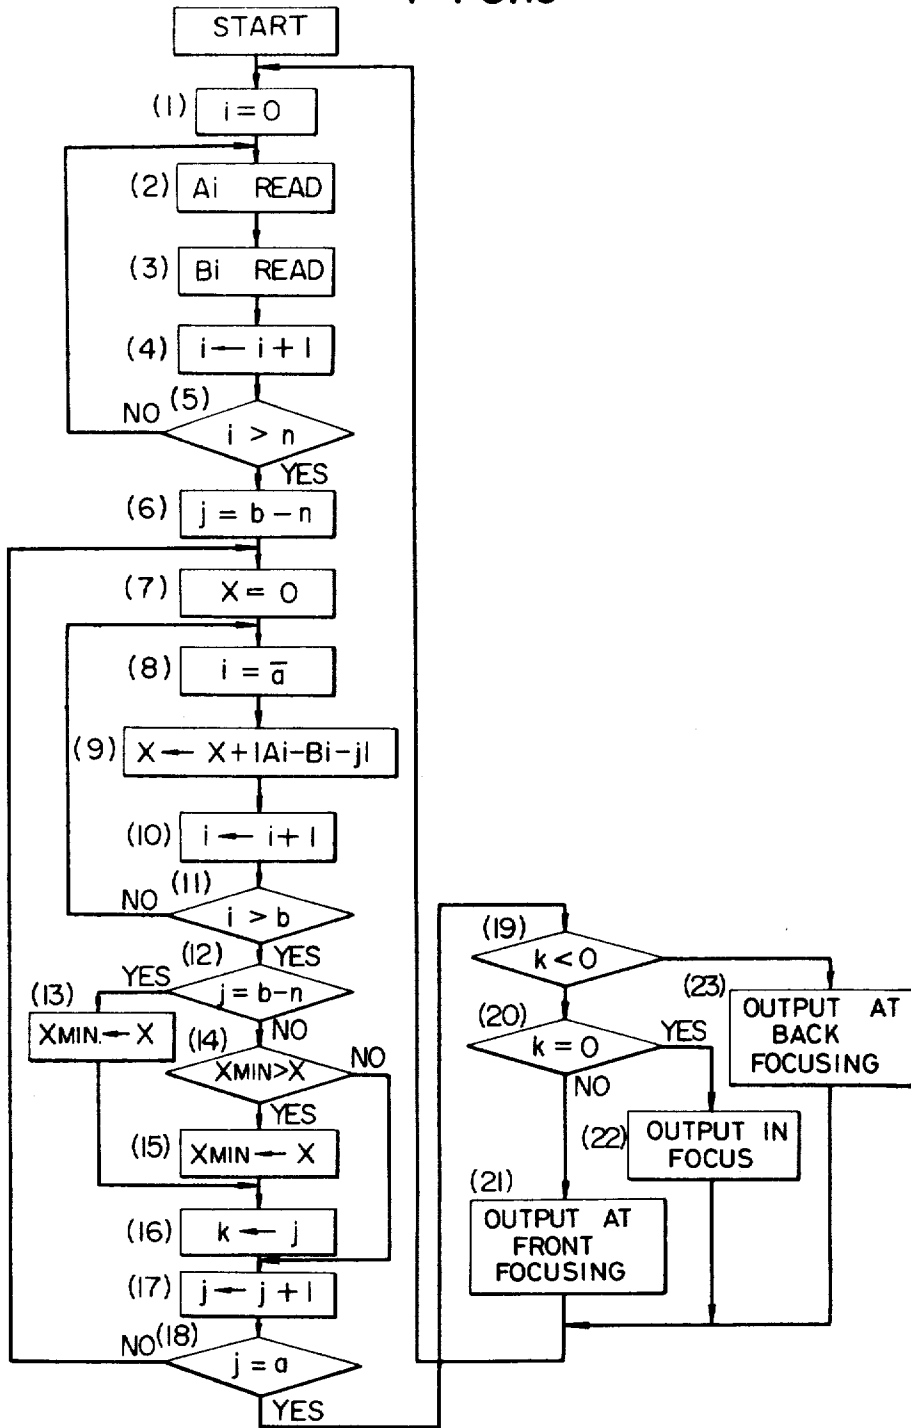 START
(1)
i = 0
(2)
Ai READ
(3)
Bi READ
(4)
i ← i + 1
(5)
NO
i > n
YES
(6)
j = b − n
(7)
X = 0
(8)
i = a̅
(9)
X ← X + |Ai−Bi−j|
(10)
i ← i + 1
(11)
NO
i > b
YES
(12)
YES
j = b−n
NO
(13)
XMIN. ← X
(14)
XMIN>X
NO
YES
(15)
XMIN ← X
(16)
k ← j
(17)
j ← j + 1
(18)
NO
j = a
YES
(19)
k < 0
(20)
k = 0
YES
NO
(21)
OUTPUT AT
FRONT
FOCUSING
(22)
OUTPUT IN
FOCUS
(23)
OUTPUT AT
BACK
FOCUSING